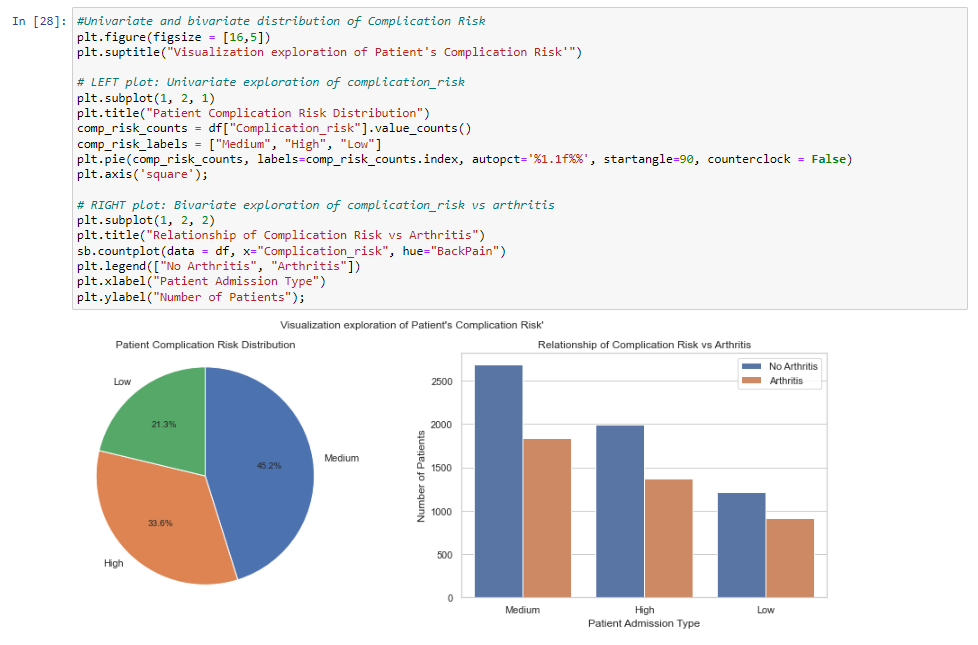 In [28]:
#Univariate and bivariate distribution of Complication Risk
plt.figure(figsize = [16,5])
plt.suptitle("Visualization exploration of Patient's Complication Risk'")
# LEFT plot: Univariate exploration of complication_risk
plt.subplot(1, 2, 1)
plt.title("Patient Complication Risk Distribution")
comp_risk_counts = df["Complication_risk"].value_counts()
comp_risk_labels = ["Medium", "High", "Low"]
plt.pie(comp_risk_counts, labels=comp_risk_counts.index, autopct='%1.1f%%', startangle=90, counterclock = False)
plt.axis('square');
# RIGHT plot: Bivariate exploration of complication_risk vs arthritis
plt.subplot(1, 2, 2)
plt.title("Relationship of Complication Risk vs Arthritis")
sb.countplot(data = df, x="Complication_risk", hue="BackPain")
plt.legend(["No Arthritis", "Arthritis"])
plt.xlabel("Patient Admission Type")
plt.ylabel("Number of Patients");
Visualization exploration of Patient's Complication Risk'
Patient Complication Risk Distribution
Low
21.3%
45.2%
Medium
33.6%
High
Relationship of Complication Risk vs Arthritis
No Arthritis
Arthritis
2500
2000
1500
1000
500
0
Number of Patients
Medium
High
Low
Patient Admission Type